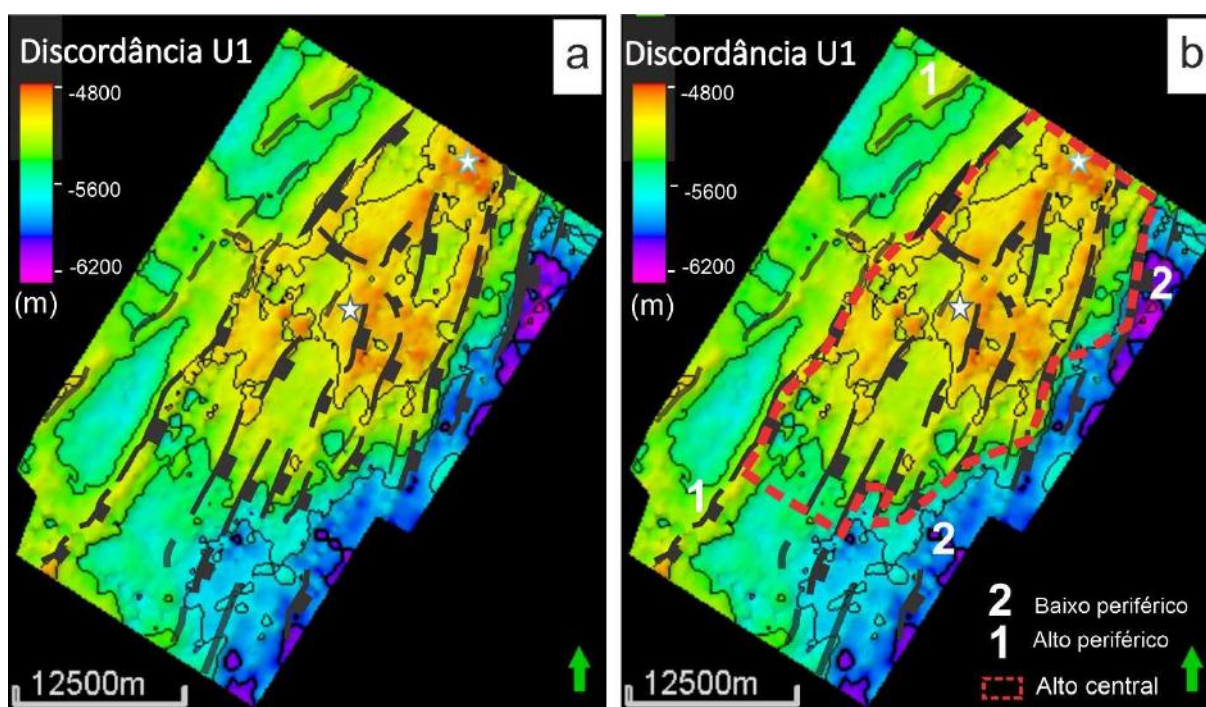 Discordância U1
a
-4800
-5600
-6200
(m)
12500m
Discordância U1
b
1
-4800
-5600
2
-6200
(m)
1
2
2 Baixo periférico
1 Alto periférico
Alto central
12500m